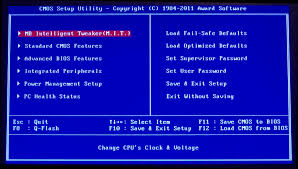 CMOS Setup Utility - Copyright (C) 1984-2011 Award Software
▶ MB Intelligent Tweaker(M.I.T.)
▶ Standard CMOS Features
▶ Advanced BIOS Features
▶ Integrated Peripherals
▶ Power Management Setup
▶ PC Health Status
Load Fail-Safe Defaults
Load Optimized Defaults
Set Supervisor Password
Set User Password
Save & Exit Setup
Exit Without Saving
Esc : Quit ↑↓→← : Select Item F11 : Save CMOS to BIOS
F8 : Q-Flash F10 : Save & Exit Setup F12 : Load CMOS from BIOS
Change CPU's Clock & Voltage